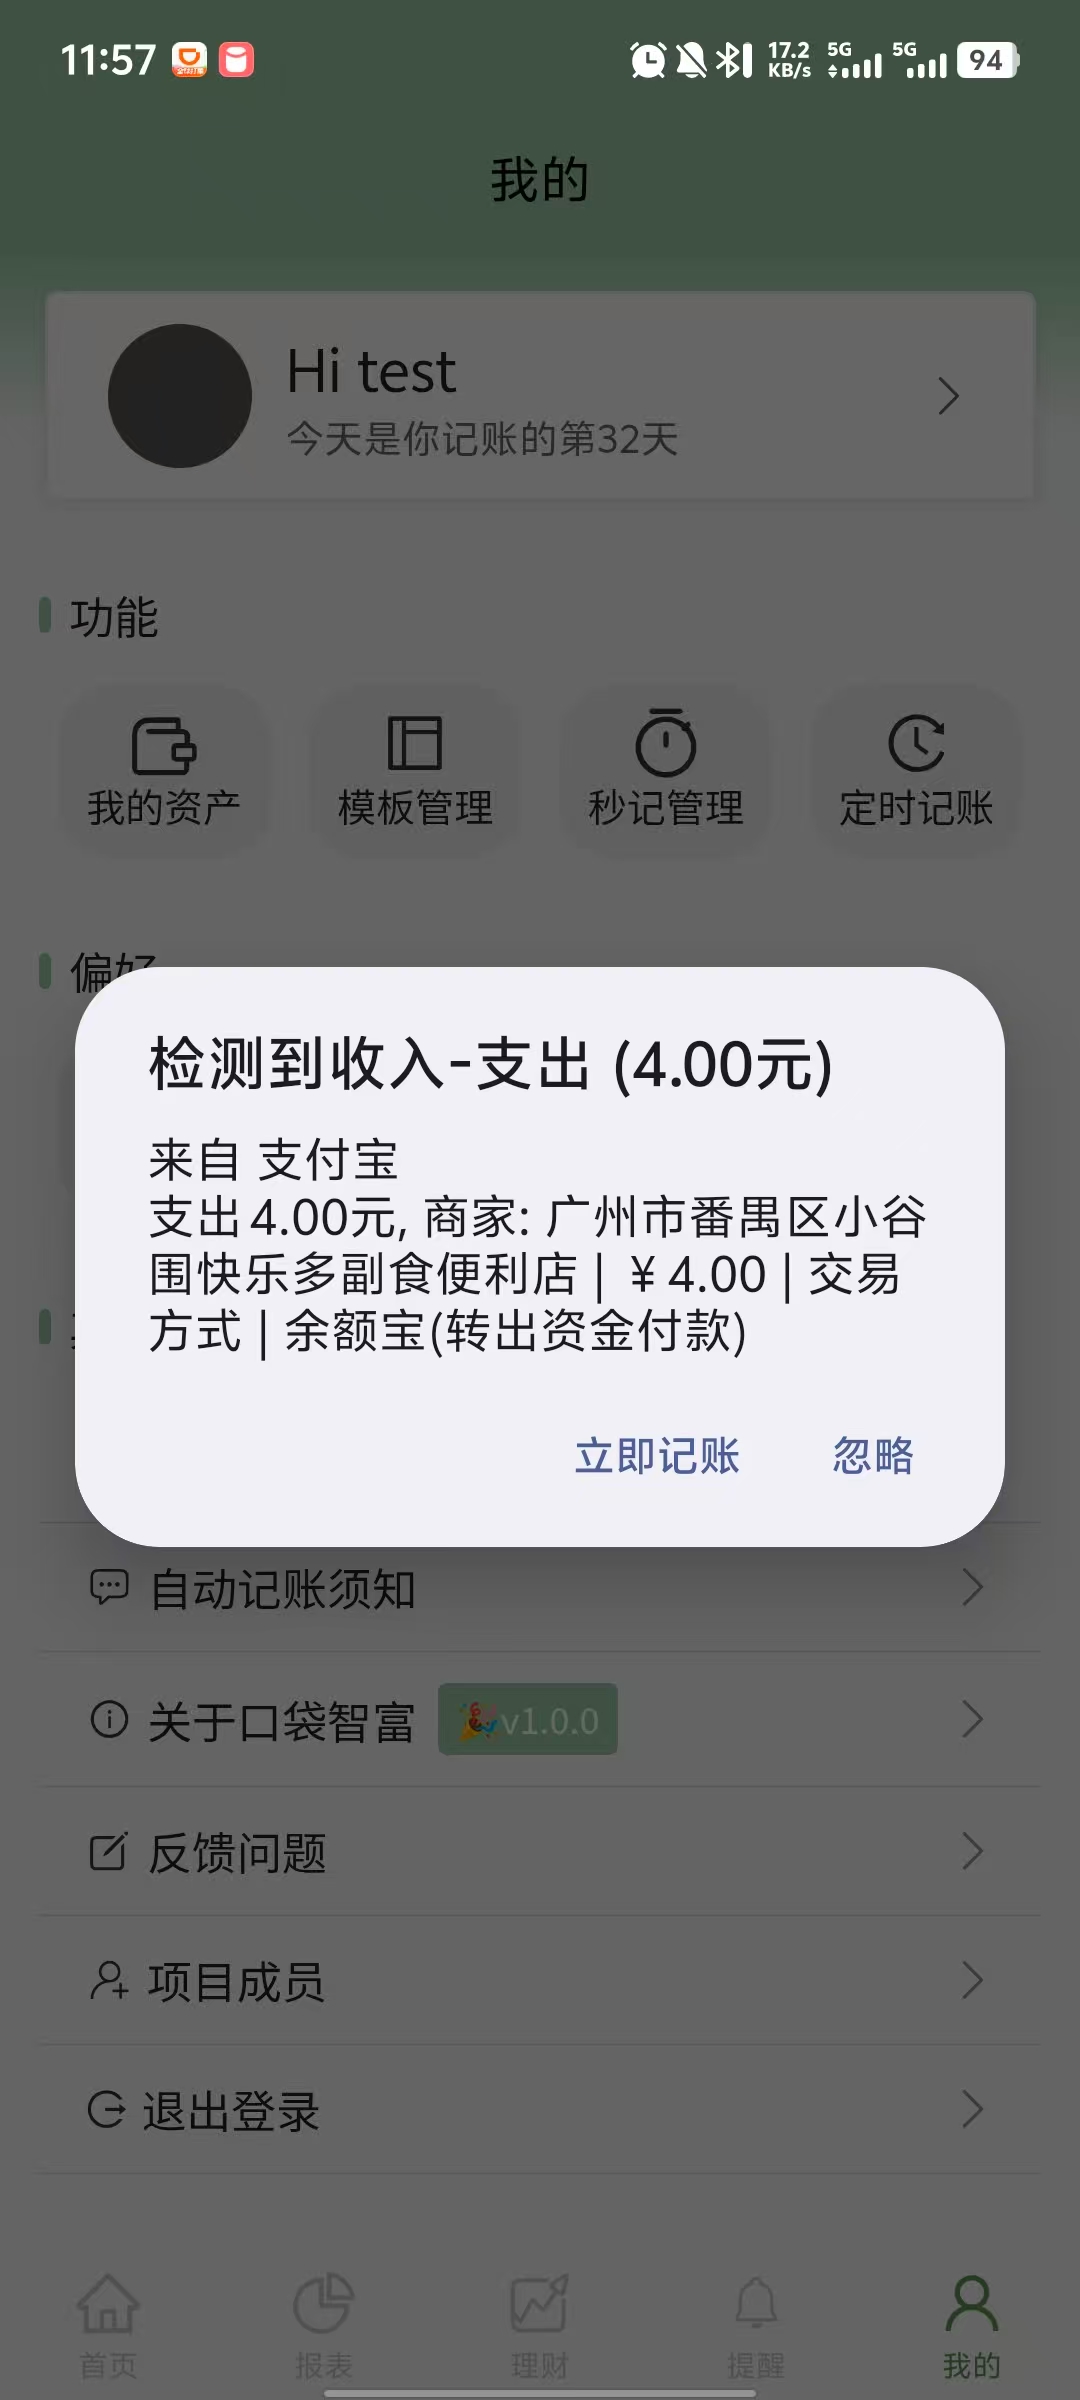 11:57
17.2 KB/s 5G 5G 94
我的
Hi test
今天是你记账的第32天
功能
我的资产 模板管理 秒记管理 定时记账
偏好
检测到收入-支出 (4.00元)
来自 支付宝
支出4.00元, 商家: 广州市番禺区小谷
围快乐多副食便利店 | ¥4.00 | 交易
方式 | 余额宝(转出资金付款)
立即记账 忽略
自动记账须知
关于口袋智富 🎉v1.0.0
反馈问题
项目成员
退出登录
首页 报表 理财 提醒 我的